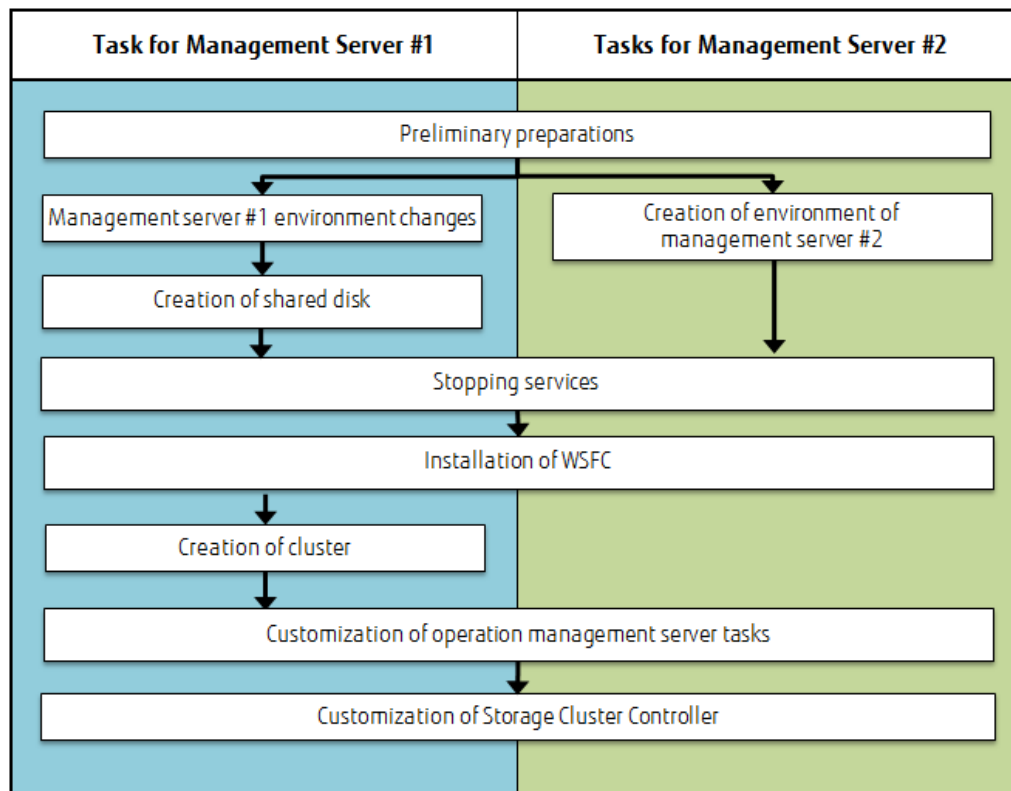 Task for Management Server #1
Tasks for Management Server #2
Preliminary preparations
Management server #1 environment changes
Creation of environment of
management server #2
Creation of shared disk
Stopping services
Installation of WSFC
Creation of cluster
Customization of operation management server tasks
Customization of Storage Cluster Controller